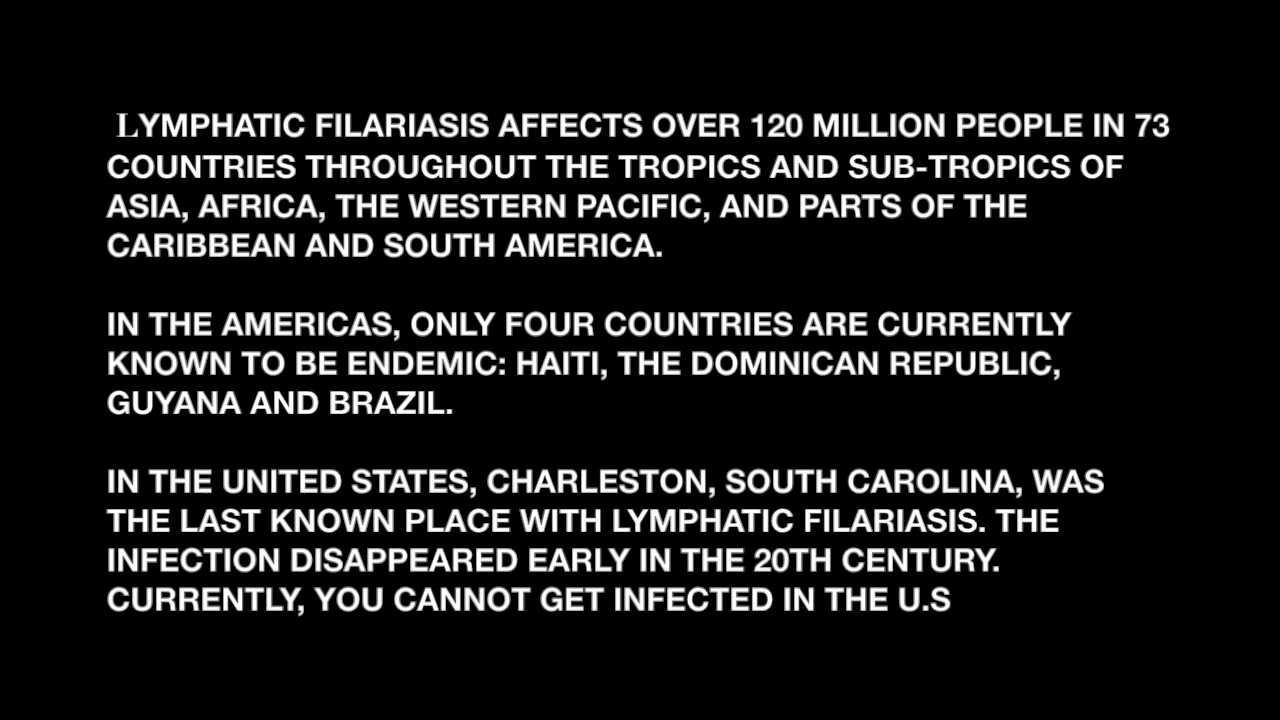 LYMPHATIC FILARIASIS AFFECTS OVER 120 MILLION PEOPLE IN 73
COUNTRIES THROUGHOUT THE TROPICS AND SUB-TROPICS OF
ASIA, AFRICA, THE WESTERN PACIFIC, AND PARTS OF THE
CARIBBEAN AND SOUTH AMERICA.
IN THE AMERICAS, ONLY FOUR COUNTRIES ARE CURRENTLY
KNOWN TO BE ENDEMIC: HAITI, THE DOMINICAN REPUBLIC,
GUYANA AND BRAZIL.
IN THE UNITED STATES, CHARLESTON, SOUTH CAROLINA, WAS
THE LAST KNOWN PLACE WITH LYMPHATIC FILARIASIS. THE
INFECTION DISAPPEARED EARLY IN THE 20TH CENTURY.
CURRENTLY, YOU CANNOT GET INFECTED IN THE U.S